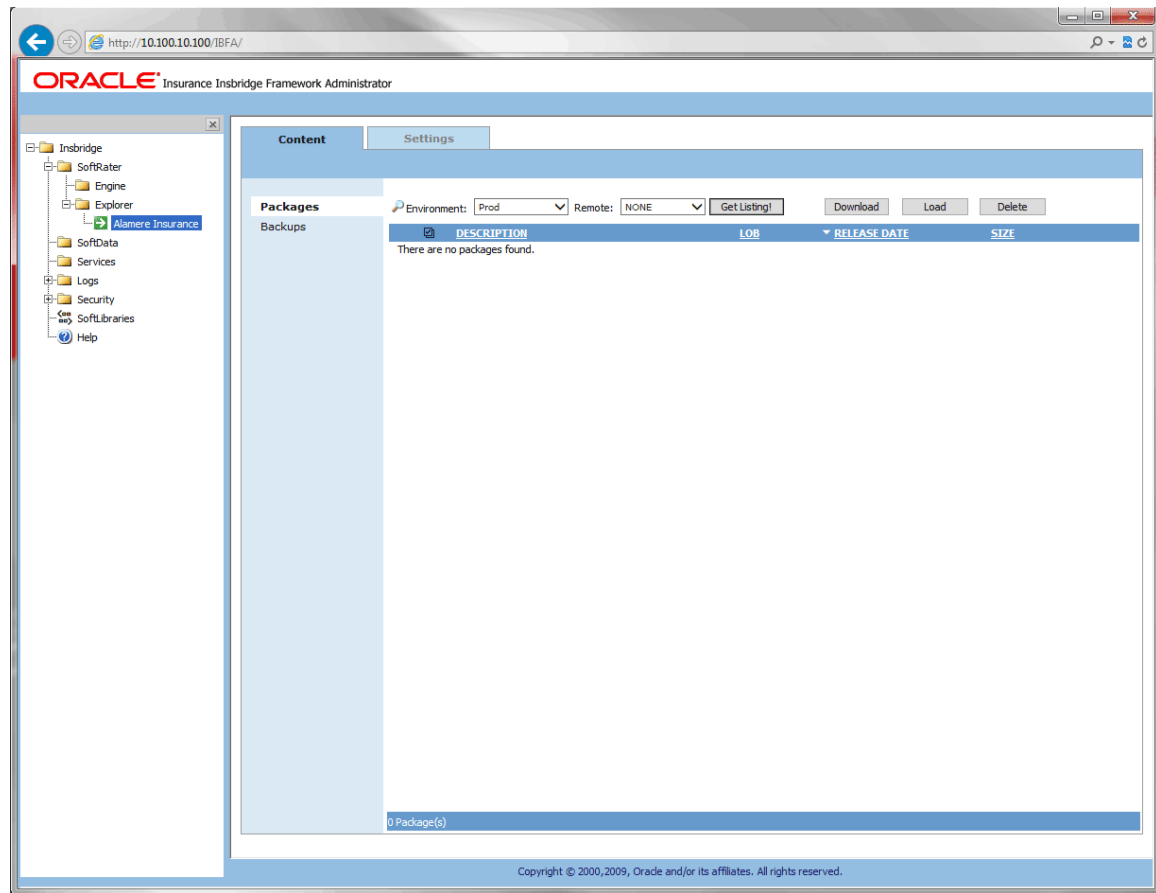 http://10.100.10.100/IBFA/
ORACLE Insurance Insbridge Framework Administrator
Insbridge
SoftRater
Engine
Explorer
Alamere Insurance
SoftData
Services
Logs
Security
SoftLibraries
Help
Content Settings
Packages
Backups
Environment: Prod Remote: NONE Get Listing! Download Load Delete
DESCRIPTION LOB RELEASE DATE SIZE
There are no packages found.
0 Package(s)
Copyright © 2000,2009, Oracle and/or its affiliates. All rights reserved.